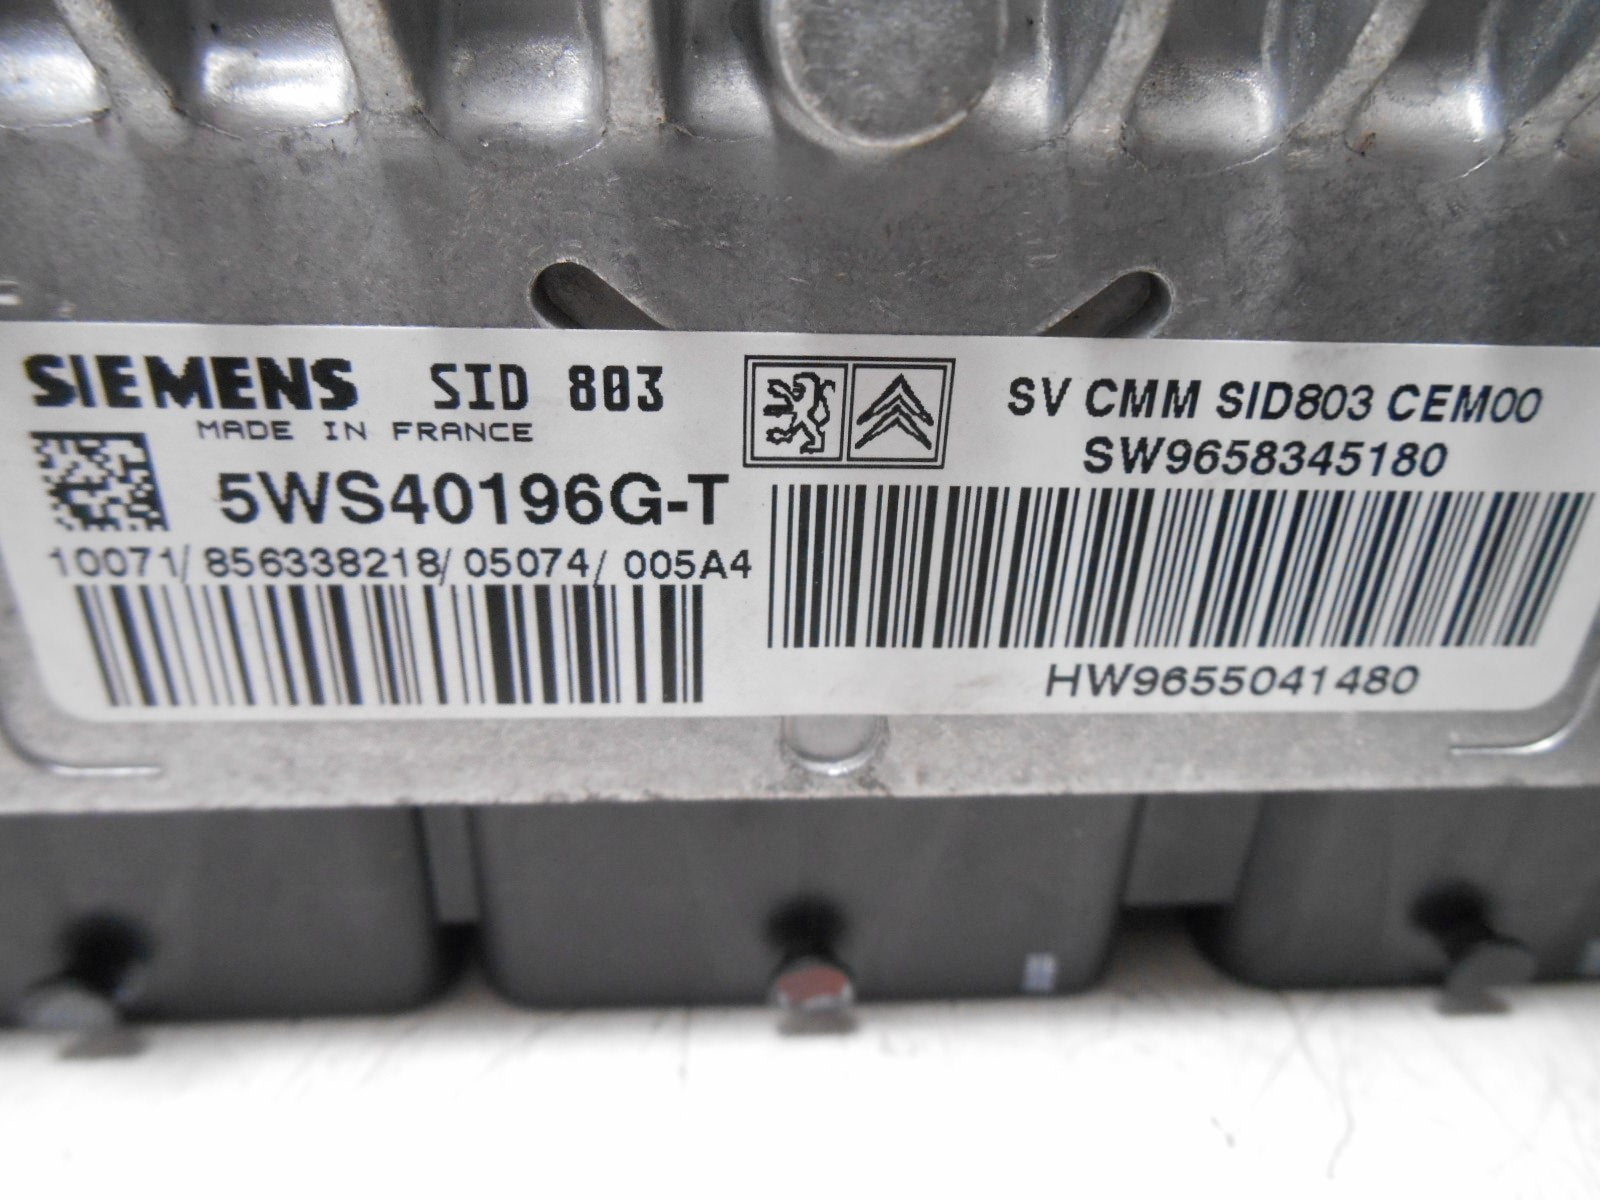 SIEMENS SID 803
MADE IN FRANCE
5WS40196G-T
10071/856338218/05074/005A4
SV CMM SID803 CEM00
SW9658345180
HW9655041480